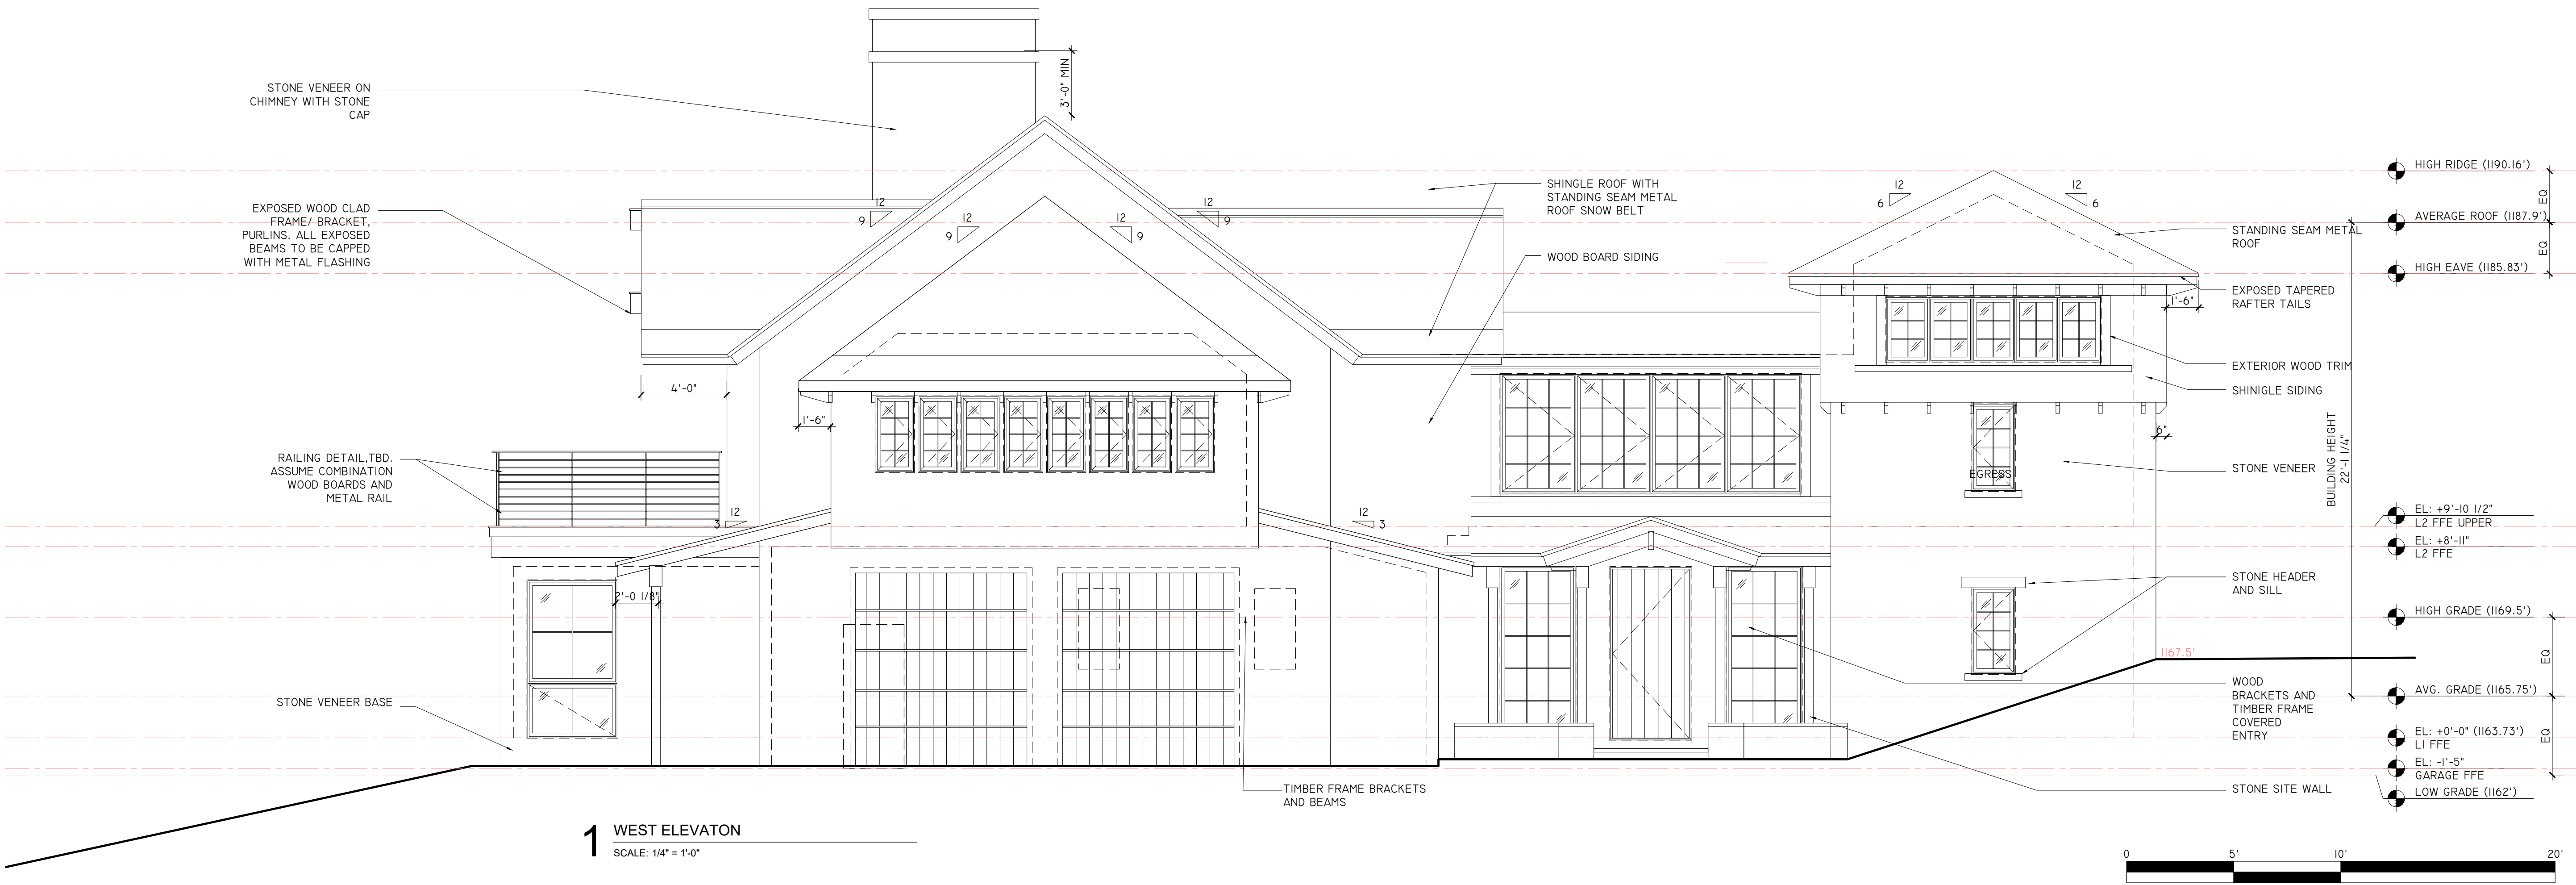 STONE VENEER ON
CHIMNEY WITH STONE
CAP
3'-0" MIN
EXPOSED WOOD CLAD
FRAME/ BRACKET,
PURLINS. ALL EXPOSED
BEAMS TO BE CAPPED
WITH METAL FLASHING
12
9
12
9
12
9
12
9
SHINGLE ROOF WITH
STANDING SEAM METAL
ROOF SNOW BELT
WOOD BOARD SIDING
12
6
12
6
HIGH RIDGE (1190.16')
EQ
AVERAGE ROOF (1187.9')
EQ
HIGH EAVE (1185.83')
STANDING SEAM METAL
ROOF
EXPOSED TAPERED
RAFTER TAILS
1'-6"
EXTERIOR WOOD TRIM
SHINIGLE SIDING
4'-0"
1'-6"
6"
RAILING DETAIL,TBD.
ASSUME COMBINATION
WOOD BOARDS AND
METAL RAIL
12
3
12
3
EGRESS
STONE VENEER
BUILDING HEIGHT
22'-1 1/4"
EL: +9'-10 1/2"
L2 FFE UPPER
EL: +8'-11"
L2 FFE
2'-0 1/8"
STONE HEADER
AND SILL
HIGH GRADE (1169.5')
1167.5'
EQ
STONE VENEER BASE
WOOD
BRACKETS AND
TIMBER FRAME
COVERED
ENTRY
AVG. GRADE (1165.75')
EL: +0'-0" (1163.73')
L1 FFE
EQ
EL: -1'-5"
GARAGE FFE
LOW GRADE (1162')
TIMBER FRAME BRACKETS
AND BEAMS
STONE SITE WALL
1 WEST ELEVATON
SCALE: 1/4" = 1'-0"
0 5' 10' 20'